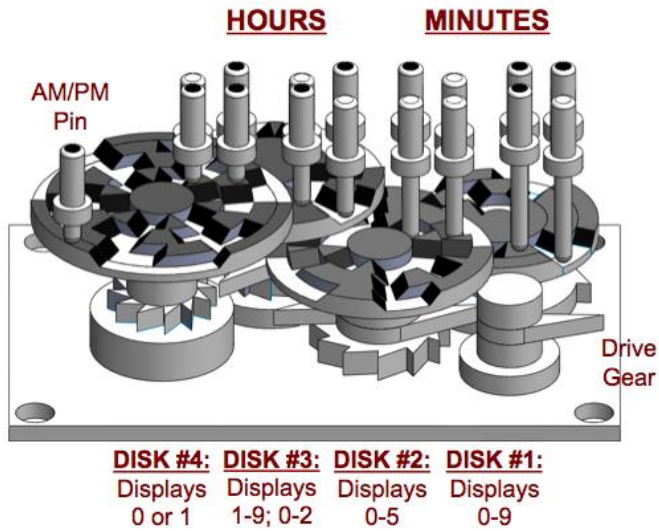 HOURS MINUTES
AM/PM
Pin
Drive
Gear
DISK #4: DISK #3: DISK #2: DISK #1:
Displays Displays Displays Displays
0 or 1 1-9; 0-2 0-5 0-9